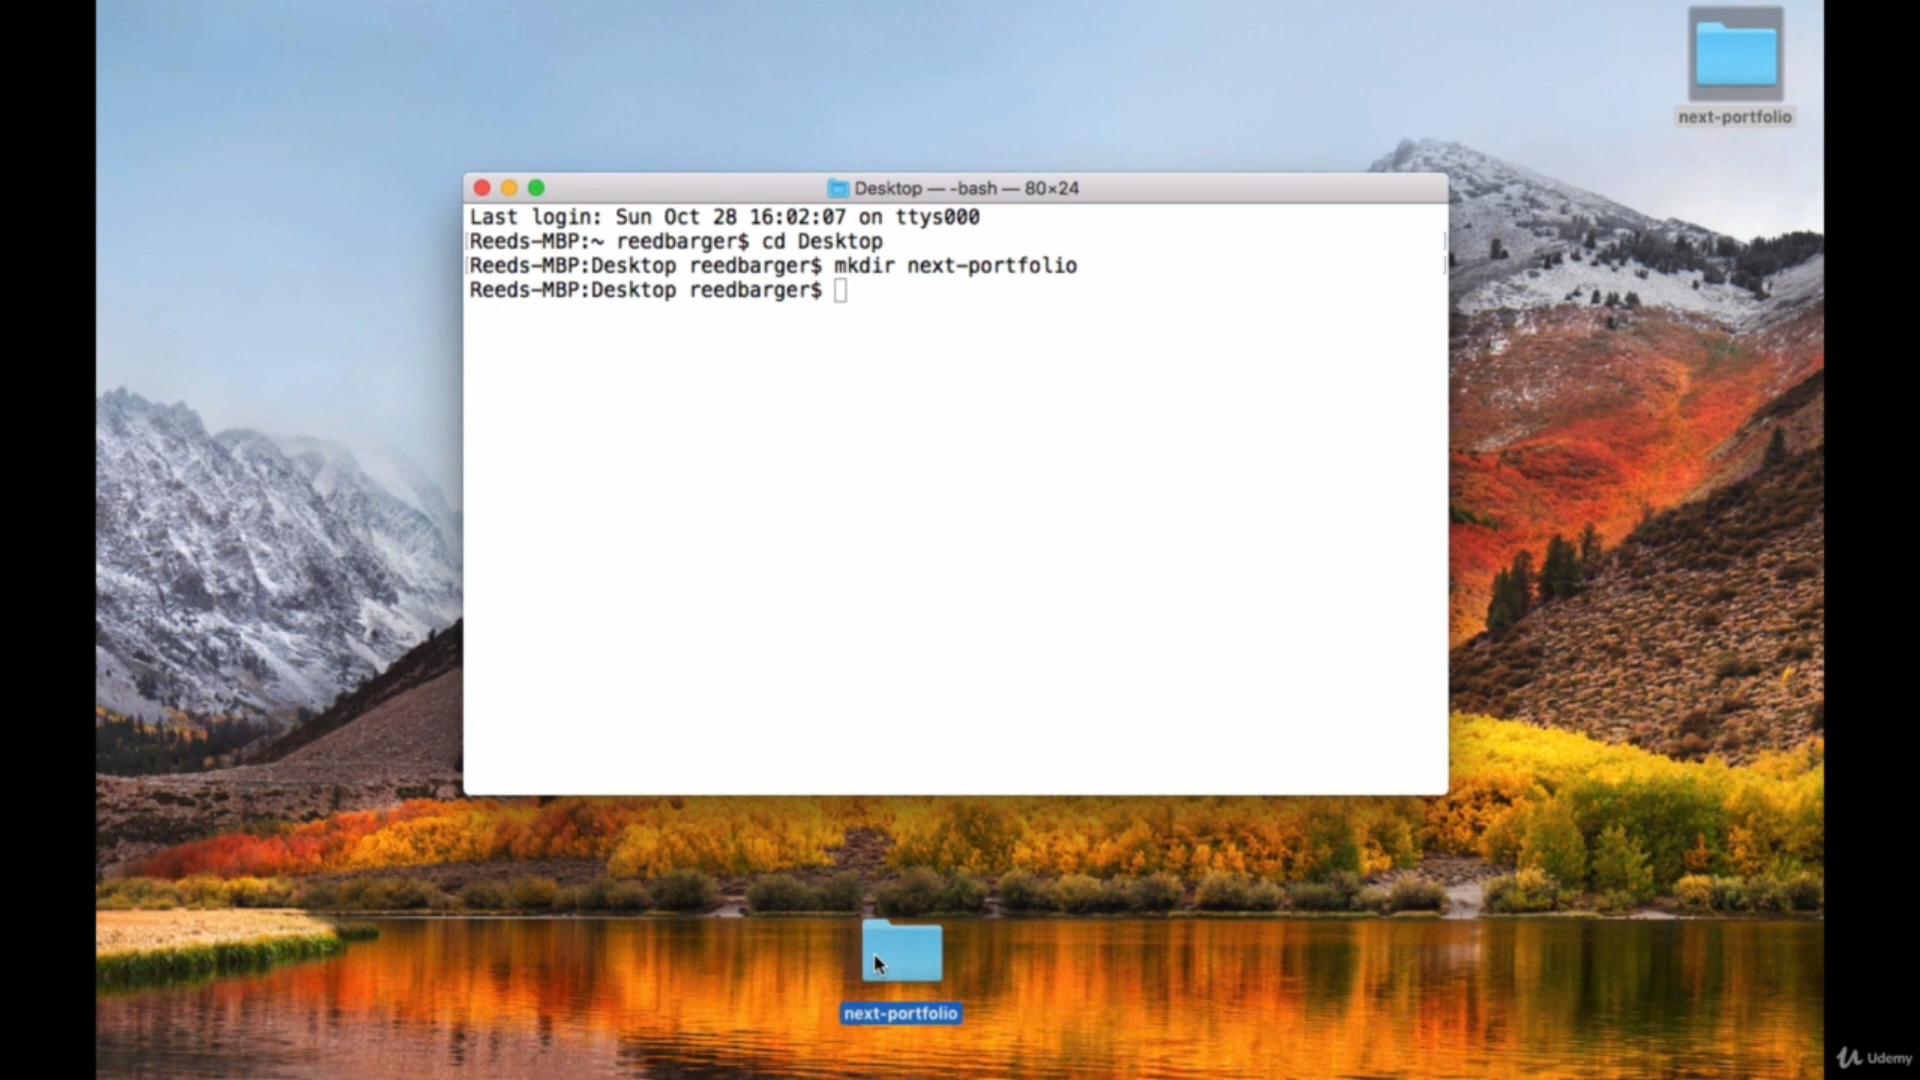 next-portfolio
Desktop — -bash — 80×24
Last login: Sun Oct 28 16:02:07 on ttys000
[Reeds-MBP:~ reedbarger$ cd Desktop ]
[Reeds-MBP:Desktop reedbarger$ mkdir next-portfolio ]
Reeds-MBP:Desktop reedbarger$
next-portfolio
Udemy